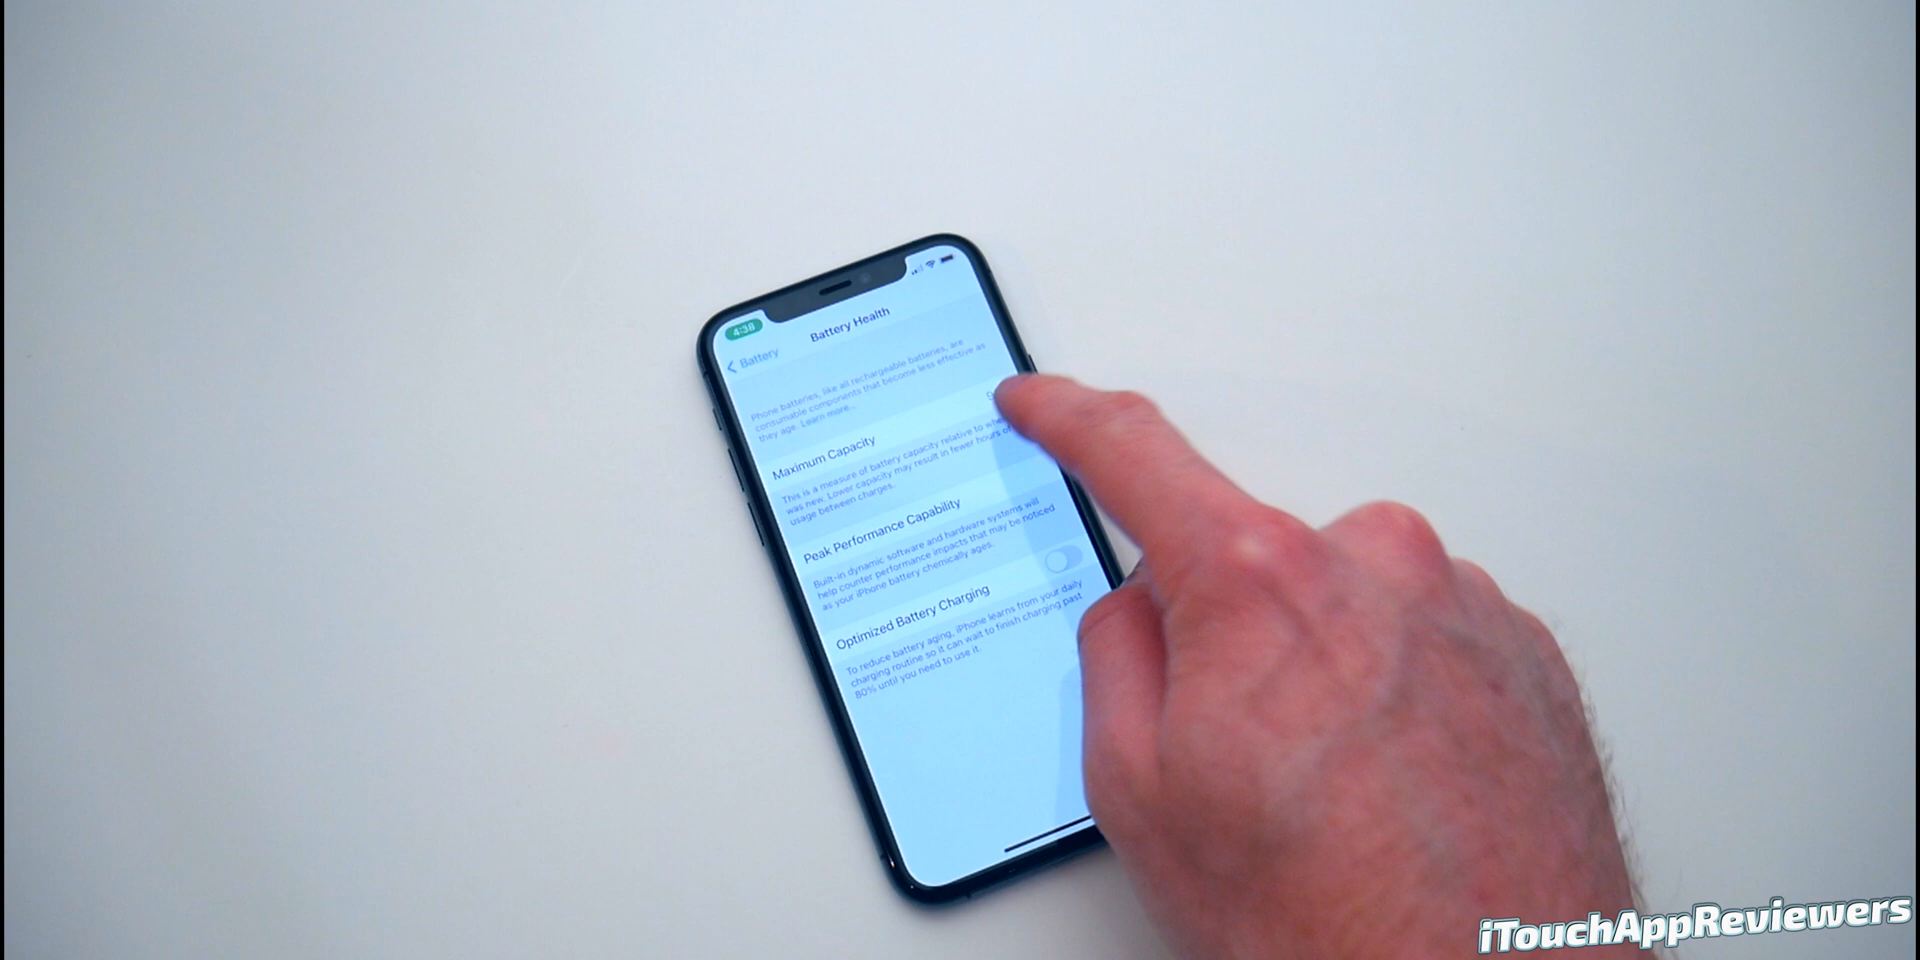 4:38
Battery
Battery Health
Phone batteries, like all rechargeable batteries, are
consumable components that become less effective as
they age. Learn more...
Maximum Capacity
This is a measure of battery capacity relative to when
was new. Lower capacity may result in fewer hours of
usage between charges.
Peak Performance Capability
Built-in dynamic software and hardware systems will
help counter performance impacts that may be noticed
as your iPhone battery chemically ages.
Optimized Battery Charging
To reduce battery aging, iPhone learns from your daily
charging routine so it can wait to finish charging past
80% until you need to use it.
iTouchAppReviewers